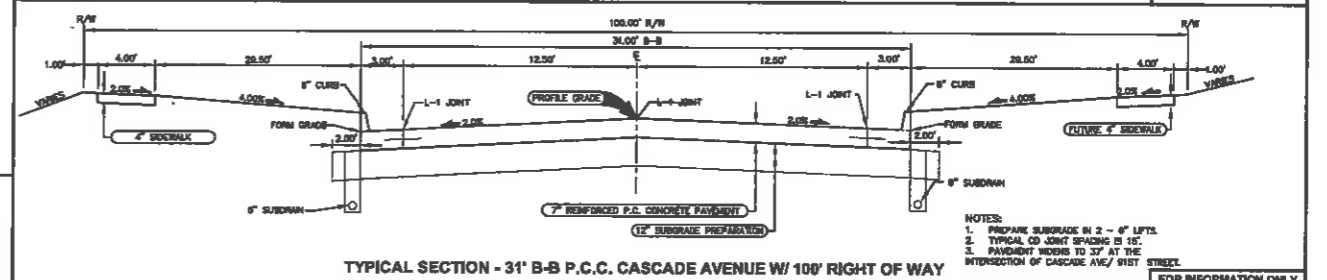 R/W
100.00' R/W
R/W
34.00' B-B
1.00'
4.00'
29.50'
3.00'
12.50'
12.50'
3.00'
29.50'
4.00'
1.00'
VARIES
2.0%
4.00%
6" CURB
L-1 JOINT
PROFILE GRADE
L-1 JOINT
L-1 JOINT
6" CURB
4.00%
2.0%
VARIES
4" SIDEWALK
FORM GRADE
2.0%
2.0%
FORM GRADE
FUTURE 4" SIDEWALK
2.00'
2.00'
6" SUBDRAIN
6" SUBDRAIN
7" REINFORCED P.C. CONCRETE PAVEMENT
12" SUBGRADE PREPARATION
NOTES:
1. PREPARE SUBGRADE IN 2 - 6" LIFTS.
2. TYPICAL CD JOINT SPACING IS 15'.
3. PAVEMENT WIDENS TO 37' AT THE
INTERSECTION OF CASCADE AVE/ 91ST STREET.
TYPICAL SECTION - 31' B-B P.C.C. CASCADE AVENUE W/ 100' RIGHT OF WAY
FOR INFORMATION ONLY